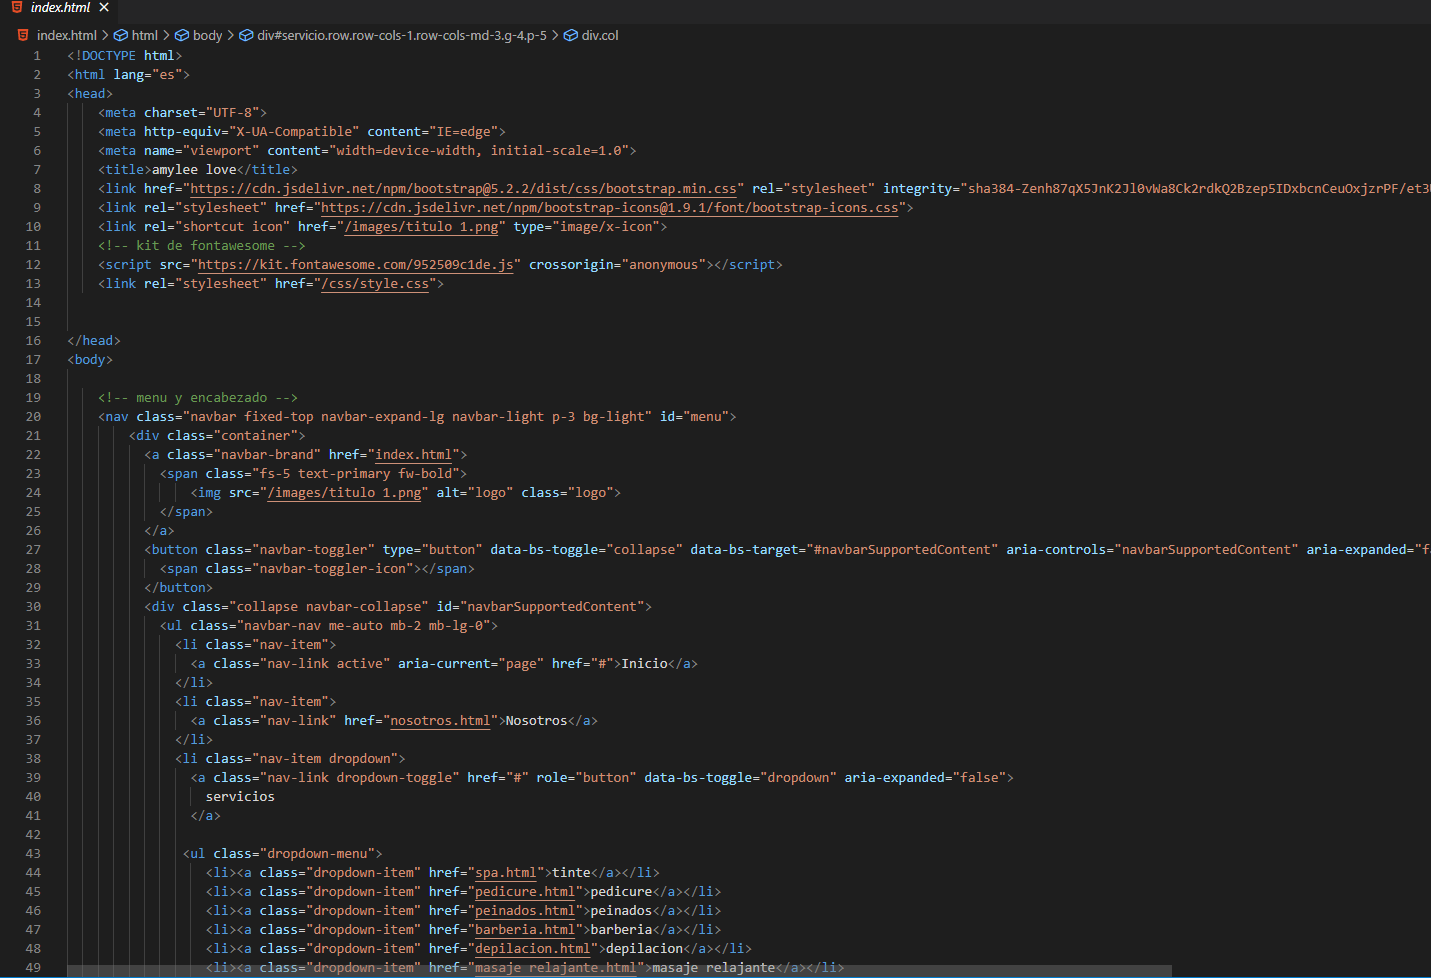 index.html
index.html > html > body > div#servicio.row.row-cols-1.row-cols-md-3.g-4.p-5 > div.col
1 <!DOCTYPE html>
2 <html lang="es">
3 <head>
4 <meta charset="UTF-8">
5 <meta http-equiv="X-UA-Compatible" content="IE=edge">
6 <meta name="viewport" content="width=device-width, initial-scale=1.0">
7 <title>amylee love</title>
8 <link href="https://cdn.jsdelivr.net/npm/bootstrap@5.2.2/dist/css/bootstrap.min.css" rel="stylesheet" integrity="sha384-Zenh87qX5JnK2Jl0vWa8Ck2rdkQ2Bzep5IDxbcnCeuOxjzrPF/et3U
9 <link rel="stylesheet" href="https://cdn.jsdelivr.net/npm/bootstrap-icons@1.9.1/font/bootstrap-icons.css">
10 <link rel="shortcut icon" href="/images/titulo 1.png" type="image/x-icon">
11 <!-- kit de fontawesome -->
12 <script src="https://kit.fontawesome.com/952509c1de.js" crossorigin="anonymous"></script>
13 <link rel="stylesheet" href="/css/style.css">
14
15
16 </head>
17 <body>
18
19 <!-- menu y encabezado -->
20 <nav class="navbar fixed-top navbar-expand-lg navbar-light p-3 bg-light" id="menu">
21 <div class="container">
22 <a class="navbar-brand" href="index.html">
23 <span class="fs-5 text-primary fw-bold">
24 <img src="/images/titulo 1.png" alt="logo" class="logo">
25 </span>
26 </a>
27 <button class="navbar-toggler" type="button" data-bs-toggle="collapse" data-bs-target="#navbarSupportedContent" aria-controls="navbarSupportedContent" aria-expanded="f
28 <span class="navbar-toggler-icon"></span>
29 </button>
30 <div class="collapse navbar-collapse" id="navbarSupportedContent">
31 <ul class="navbar-nav me-auto mb-2 mb-lg-0">
32 <li class="nav-item">
33 <a class="nav-link active" aria-current="page" href="#">Inicio</a>
34 </li>
35 <li class="nav-item">
36 <a class="nav-link" href="nosotros.html">Nosotros</a>
37 </li>
38 <li class="nav-item dropdown">
39 <a class="nav-link dropdown-toggle" href="#" role="button" data-bs-toggle="dropdown" aria-expanded="false">
40 servicios
41 </a>
42
43 <ul class="dropdown-menu">
44 <li><a class="dropdown-item" href="spa.html">tinte</a></li>
45 <li><a class="dropdown-item" href="pedicure.html">pedicure</a></li>
46 <li><a class="dropdown-item" href="peinados.html">peinados</a></li>
47 <li><a class="dropdown-item" href="barberia.html">barberia</a></li>
48 <li><a class="dropdown-item" href="depilacion.html">depilacion</a></li>
49 <li><a class="dropdown-item" href="masaje relajante.html">masaje relajante</a></li>